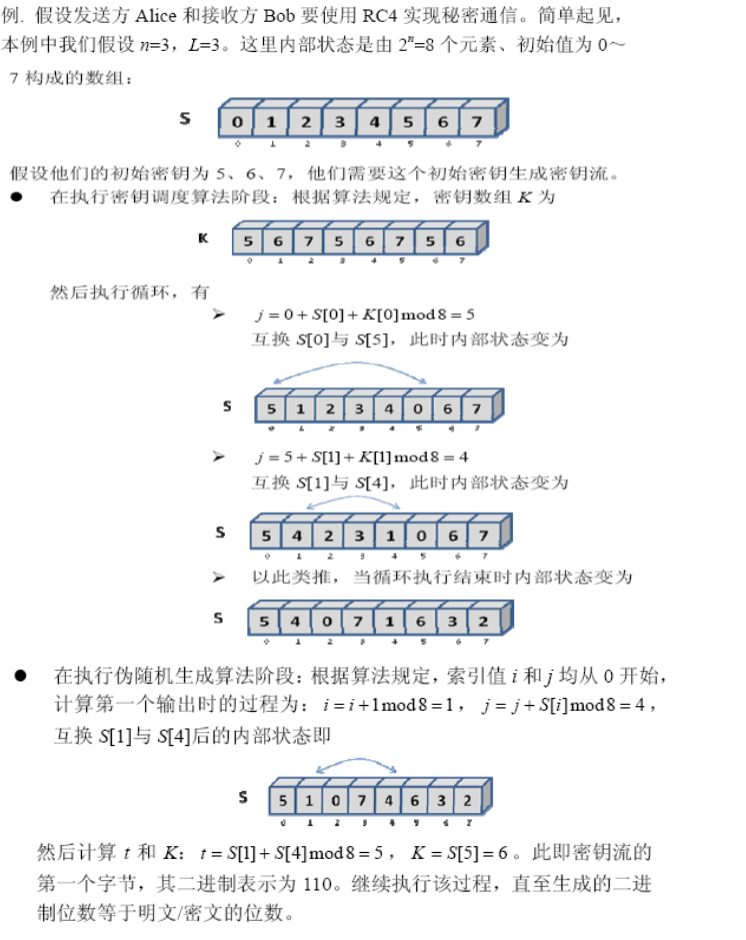 例. 假设发送方 Alice 和接收方 Bob 要使用 RC4 实现秘密通信。简单起见，
本例中我们假设 n=3，L=3。这里内部状态是由 2ⁿ=8 个元素、初始值为 0～
7 构成的数组：
S 0 1 2 3 4 5 6 7
0 1 2 3 4 5 6 7
假设他们的初始密钥为 5、6、7，他们需要这个初始密钥生成密钥流。
● 在执行密钥调度算法阶段：根据算法规定，密钥数组 K 为
K 5 6 7 5 6 7 5 6
0 1 2 3 4 5 6 7
然后执行循环，有
➢ j = 0 + S[0] + K[0] mod 8 = 5
互换 S[0]与 S[5]，此时内部状态变为
S 5 1 2 3 4 0 6 7
0 1 2 3 4 5 6 7
➢ j = 5 + S[1] + K[1] mod 8 = 4
互换 S[1]与 S[4]，此时内部状态变为
S 5 4 2 3 1 0 6 7
0 1 2 3 4 5 6 7
➢ 以此类推，当循环执行结束时内部状态变为
S 5 4 0 7 1 6 3 2
0 1 2 3 4 5 6 7
● 在执行伪随机生成算法阶段：根据算法规定，索引值 i 和 j 均从 0 开始，
计算第一个输出时的过程为：i = i +1 mod 8 = 1， j = j + S[i] mod 8 = 4，
互换 S[1]与 S[4]后的内部状态即
S 5 1 0 7 4 6 3 2
0 1 2 3 4 5 6 7
然后计算 t 和 K：t = S[1] + S[4] mod 8 = 5， K = S[5] = 6。此即密钥流的
第一个字节，其二进制表示为 110。继续执行该过程，直至生成的二进
制位数等于明文/密文的位数。